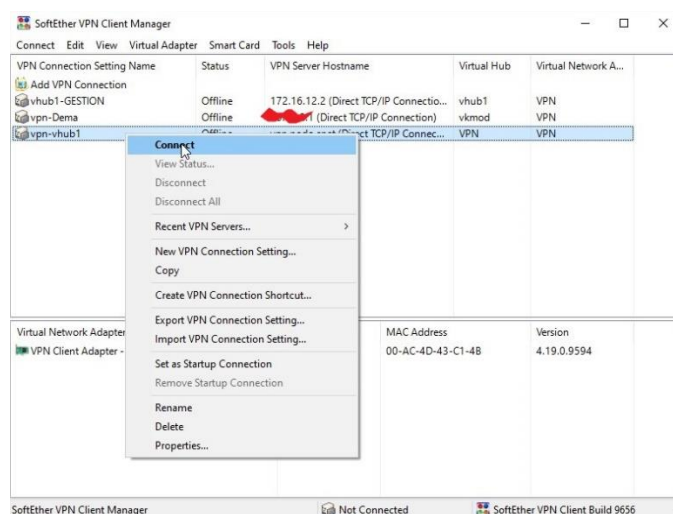 SoftEther VPN Client Manager
Connect Edit View Virtual Adapter Smart Card Tools Help
VPN Connection Setting Name Status VPN Server Hostname Virtual Hub Virtual Network A...
Add VPN Connection
vhub1-GESTION Offline 172.16.12.2 (Direct TCP/IP Connectio... vhub1 VPN
vpn-Dema Offline (Direct TCP/IP Connection) vkmod VPN
vpn-vhub1 Offline (Direct TCP/IP Connec... VPN VPN
Connect
View Status...
Disconnect
Disconnect All
Recent VPN Servers...
New VPN Connection Setting...
Copy
Create VPN Connection Shortcut...
Export VPN Connection Setting...
Import VPN Connection Setting...
Set as Startup Connection
Remove Startup Connection
Rename
Delete
Properties...
Virtual Network Adapter MAC Address Version
VPN Client Adapter - 00-AC-4D-43-C1-4B 4.19.0.9594
SoftEther VPN Client Manager Not Connected SoftEther VPN Client Build 9656